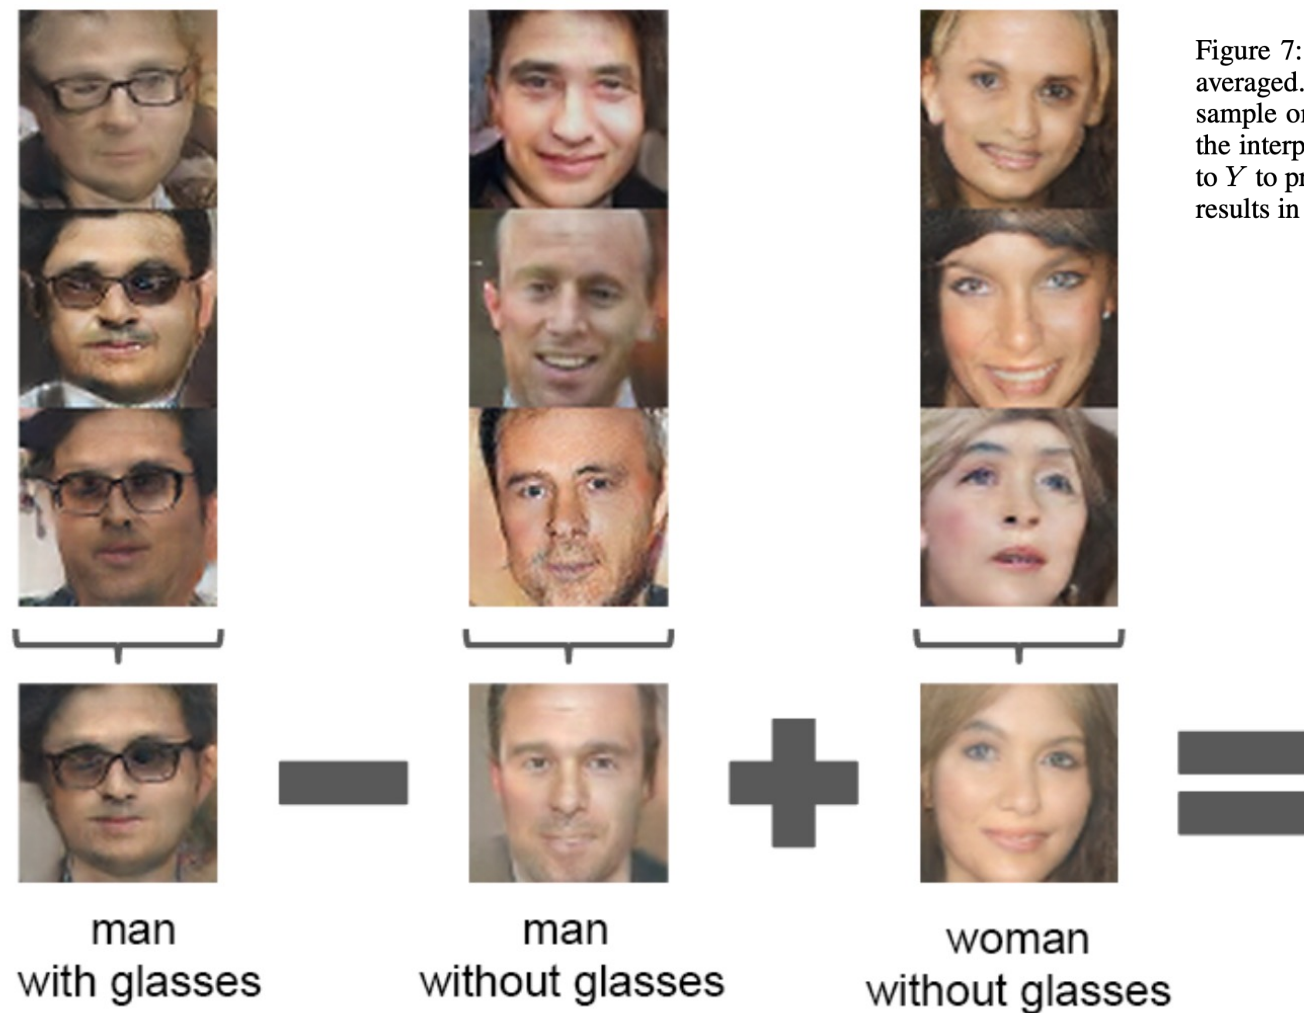 Figure 7:
averaged.
sample or
the interp
to Y to pr
results in
man
with glasses
man
without glasses
woman
without glasses